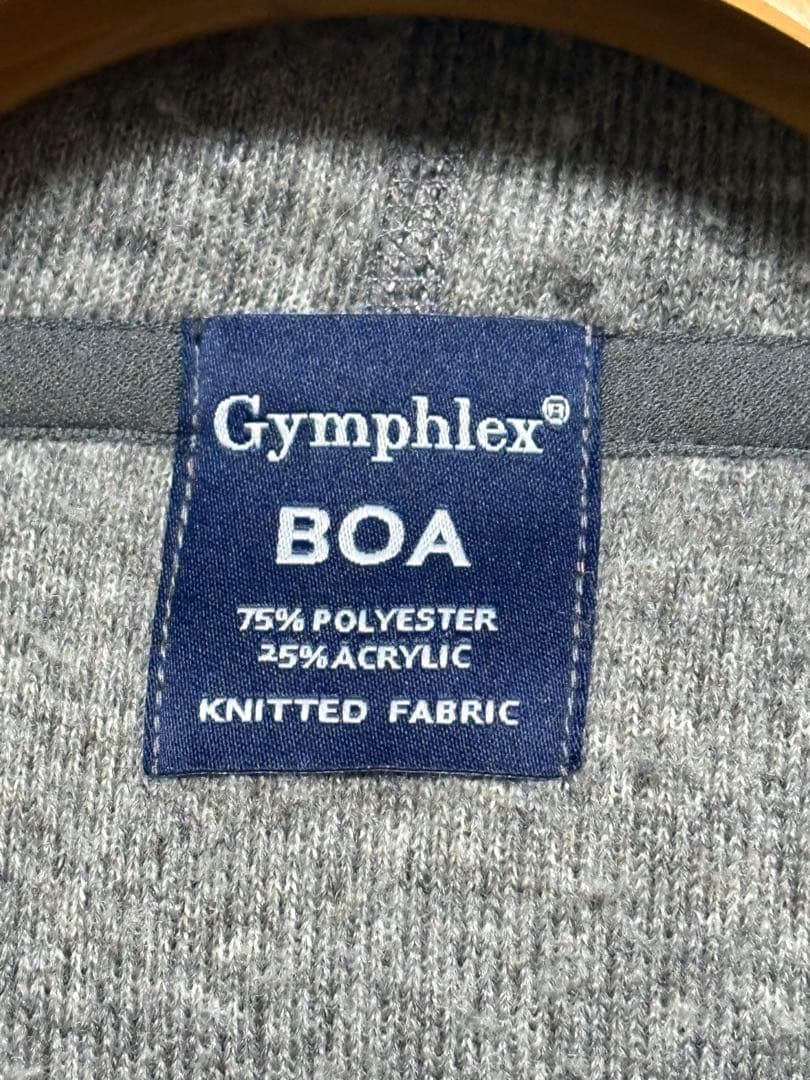 Gymphlex®
BOA
75% POLYESTER
25% ACRYLIC
KNITTED FABRIC